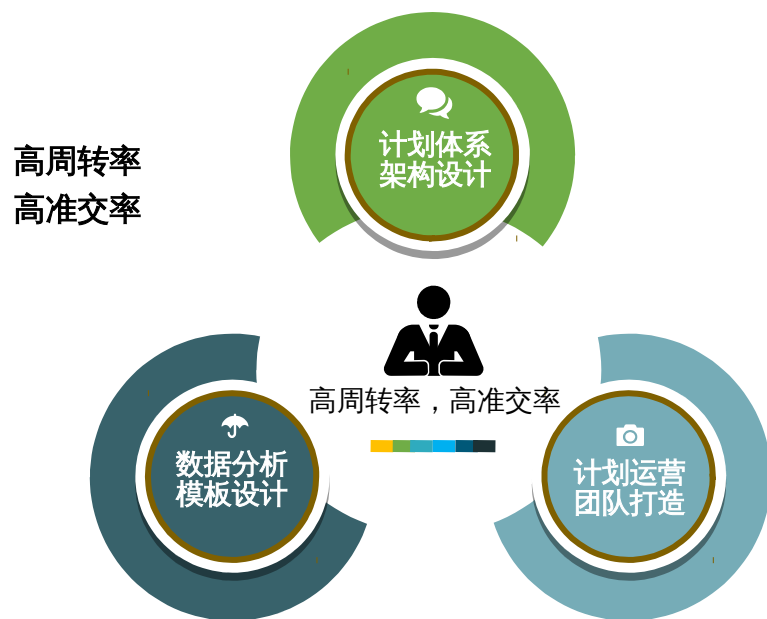 高周转率
高准交率
计划体系
架构设计
高周转率，高准交率
数据分析
模板设计
计划运营
团队打造